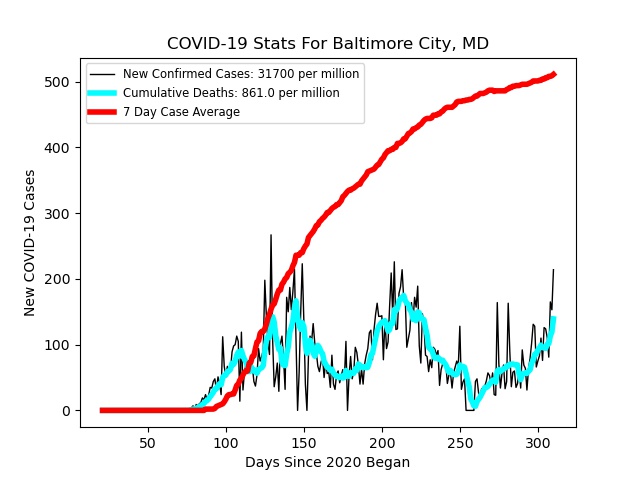 COVID-19 Stats For Baltimore City, MD
New Confirmed Cases: 31700 per million
Cumulative Deaths: 861.0 per million
7 Day Case Average
New COVID-19 Cases
500
400
300
200
100
0
50 100 150 200 250 300
Days Since 2020 Began